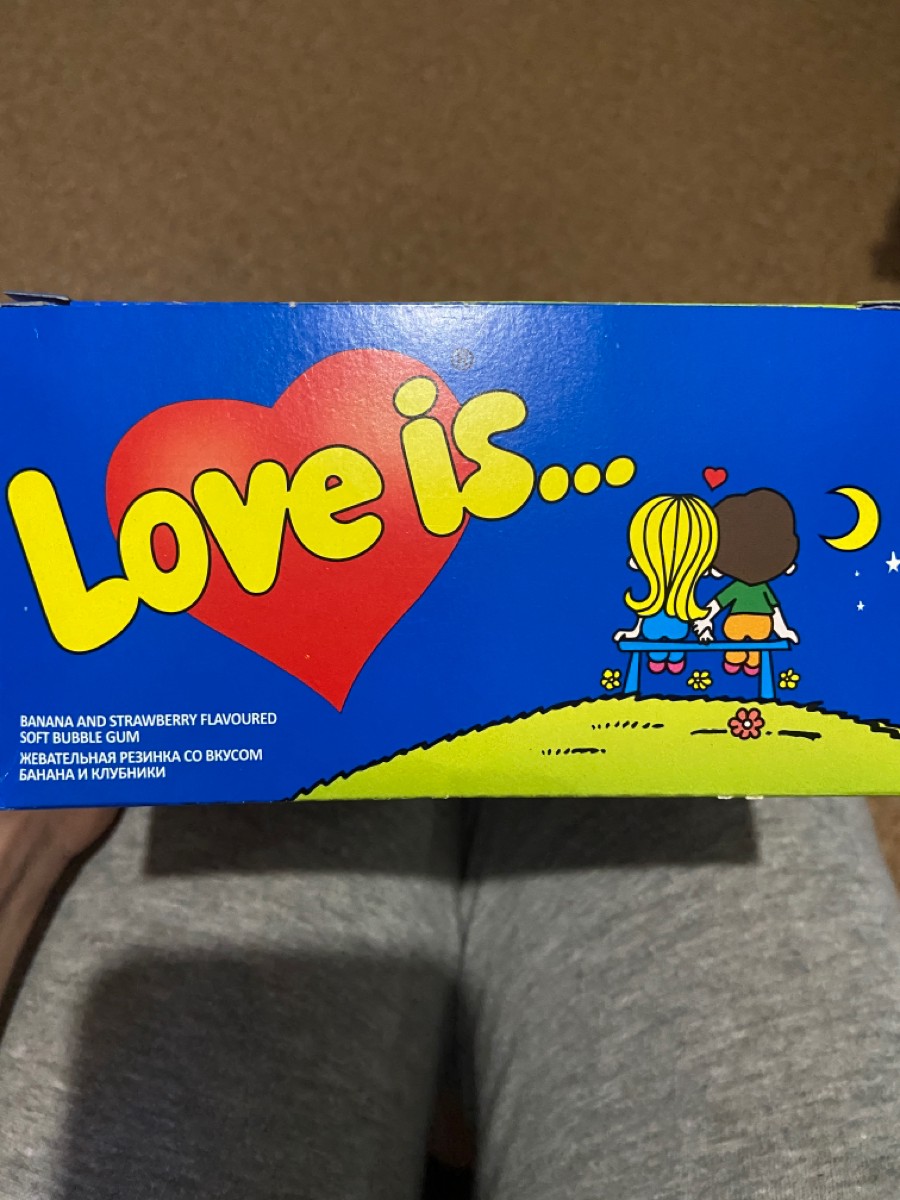 Love is...
BANANA AND STRAWBERRY FLAVOURED
SOFT BUBBLE GUM
ЖЕВАТЕЛЬНАЯ РЕЗИНКА СО ВКУСОМ
БАНАНА И КЛУБНИКИ